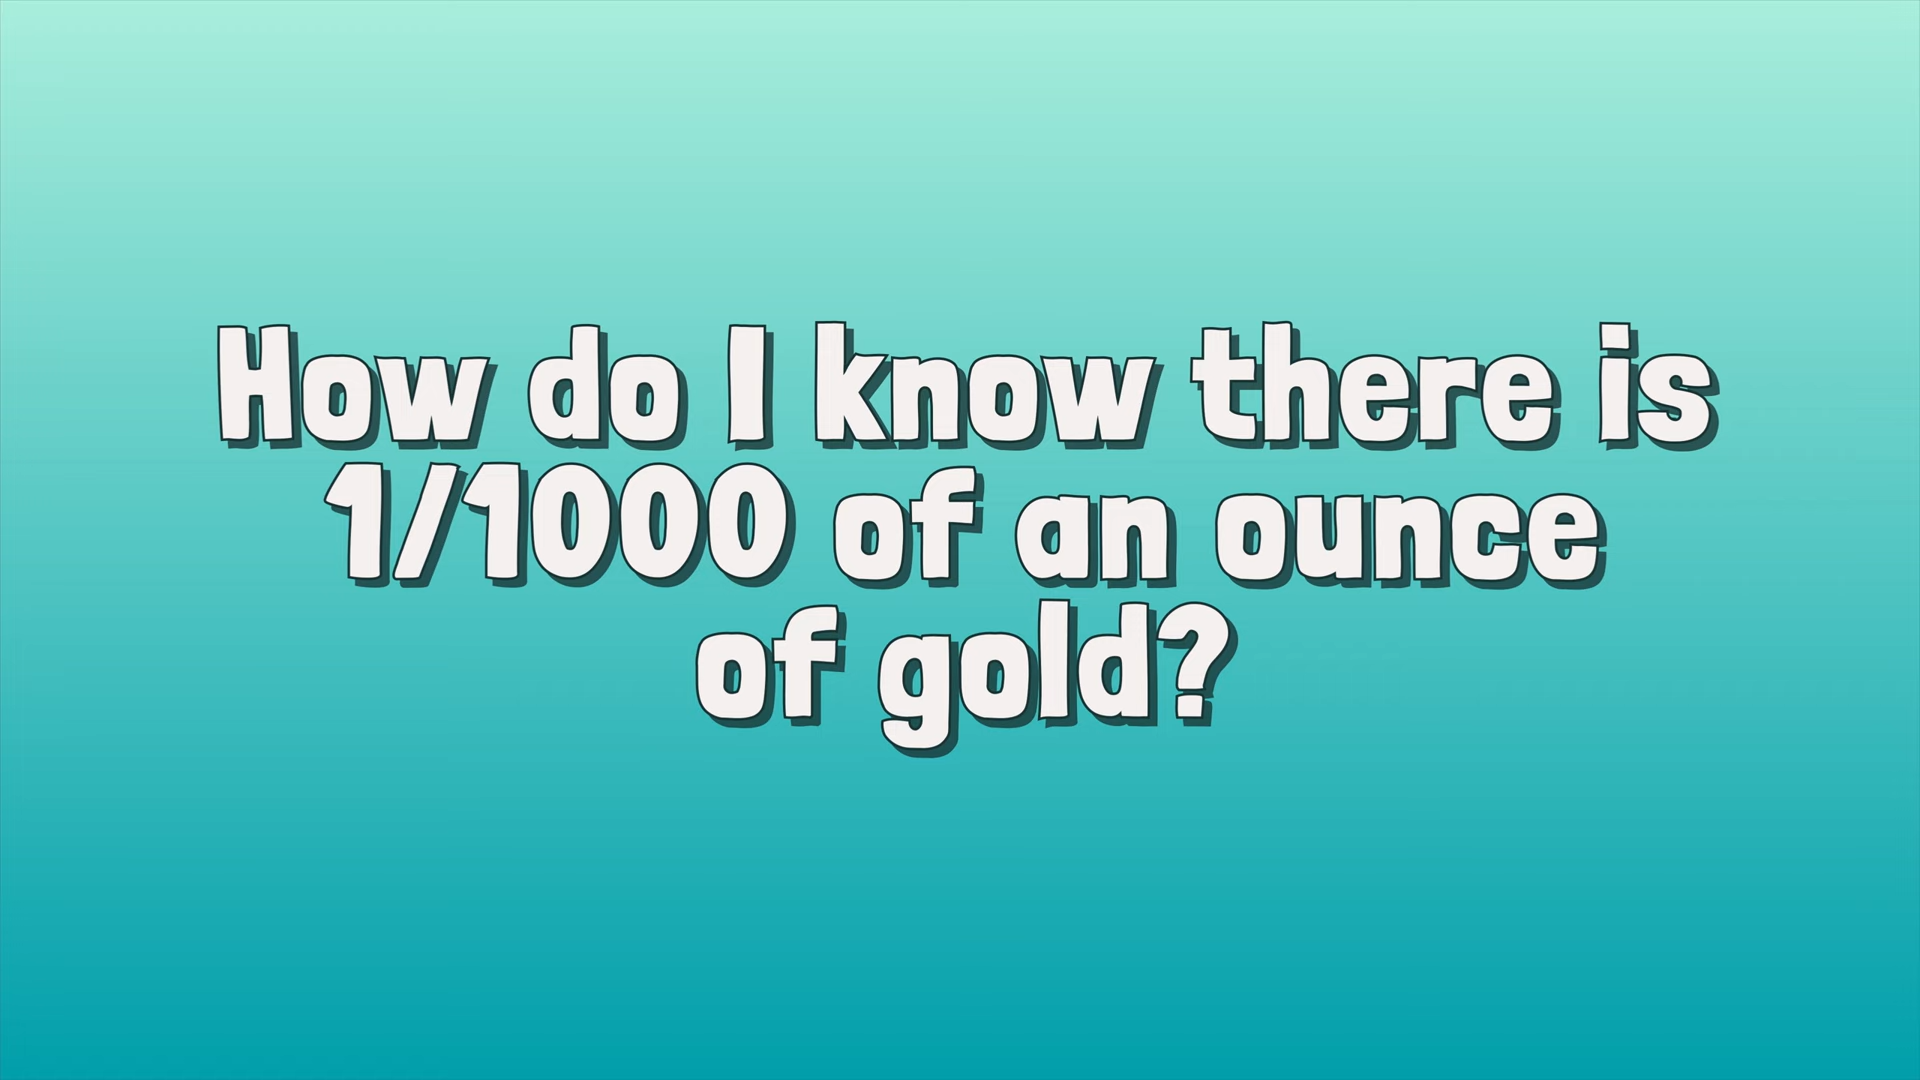 How do I know there is
1/1000 of an ounce
of gold?